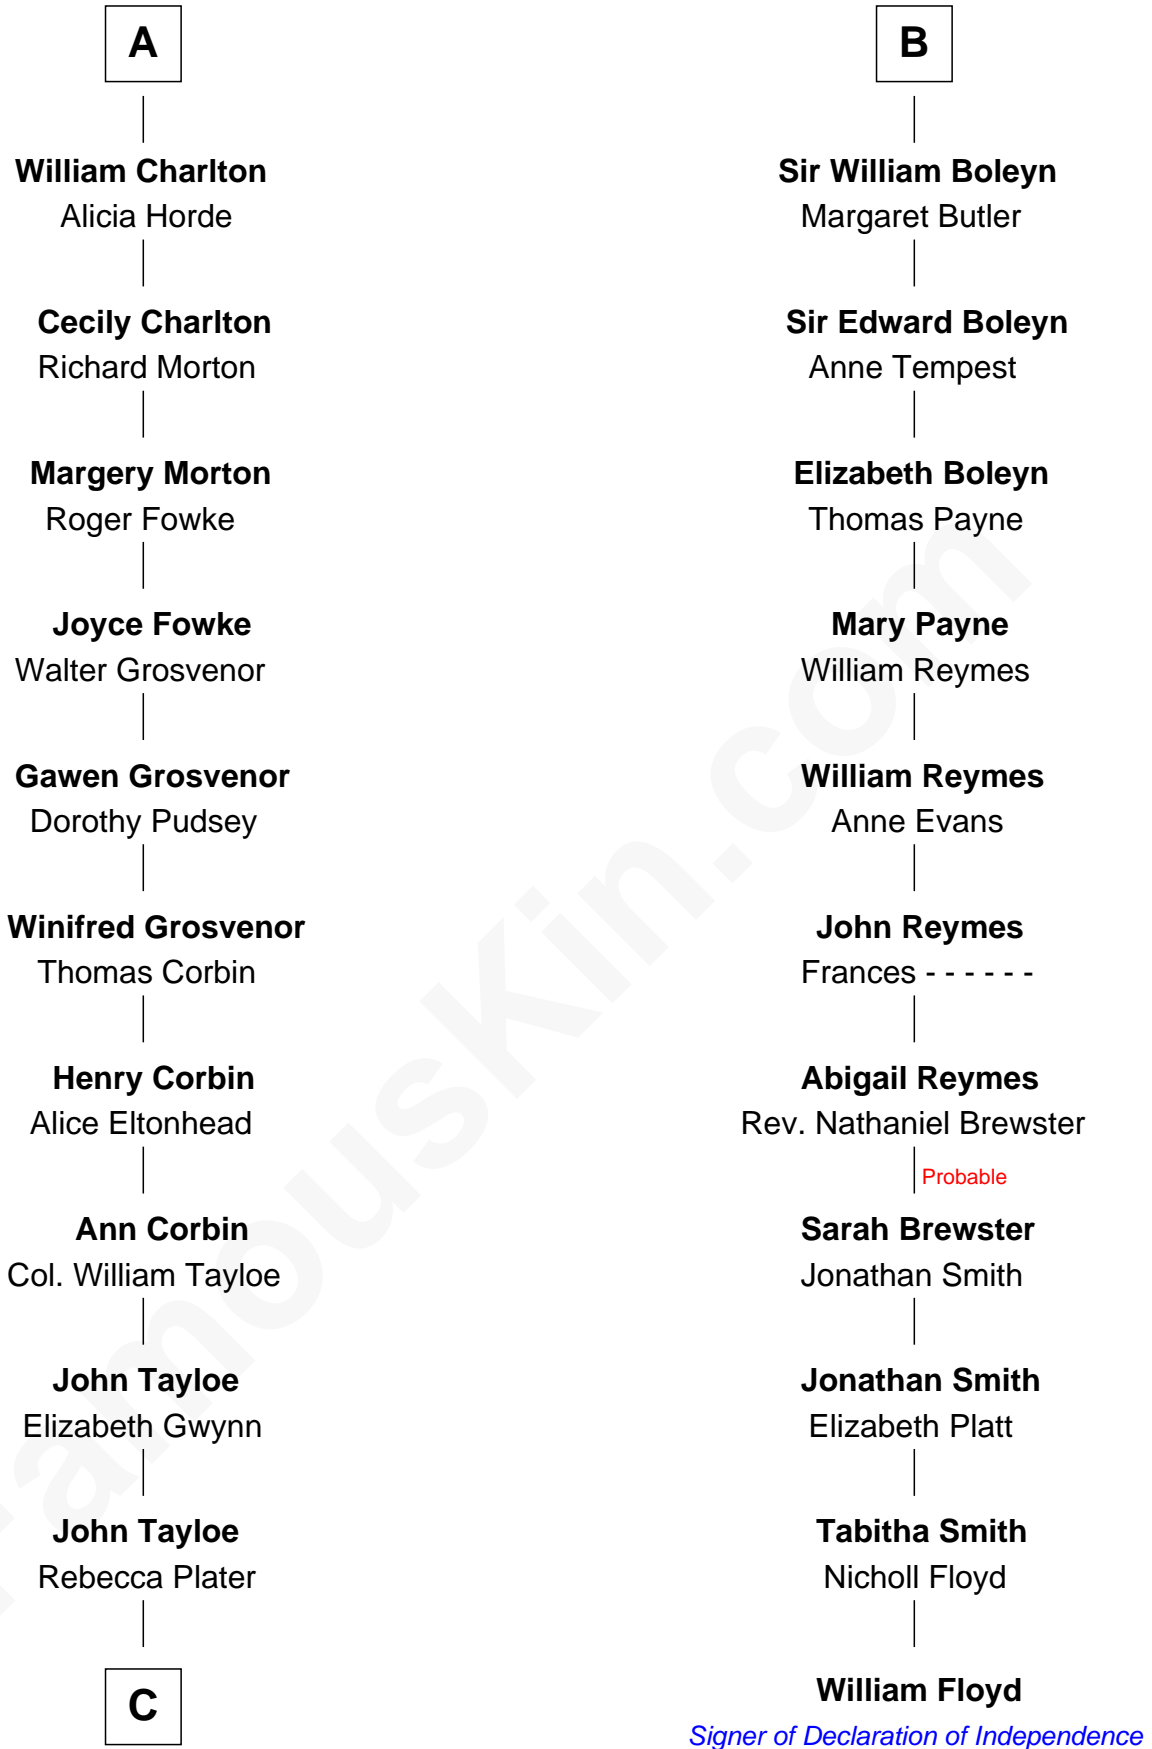 A
William Charlton
Alicia Horde
Cecily Charlton
Richard Morton
Margery Morton
Roger Fowke
Joyce Fowke
Walter Grosvenor
Gawen Grosvenor
Dorothy Pudsey
Winifred Grosvenor
Thomas Corbin
Henry Corbin
Alice Eltonhead
Ann Corbin
Col. William Tayloe
John Tayloe
Elizabeth Gwynn
John Tayloe
Rebecca Plater
C
B
Sir William Boleyn
Margaret Butler
Sir Edward Boleyn
Anne Tempest
Elizabeth Boleyn
Thomas Payne
Mary Payne
William Reymes
William Reymes
Anne Evans
John Reymes
Frances - - - - - -
Abigail Reymes
Rev. Nathaniel Brewster
Probable
Sarah Brewster
Jonathan Smith
Jonathan Smith
Elizabeth Platt
Tabitha Smith
Nicholl Floyd
William Floyd
Signer of Declaration of Independence
FamousKin.com